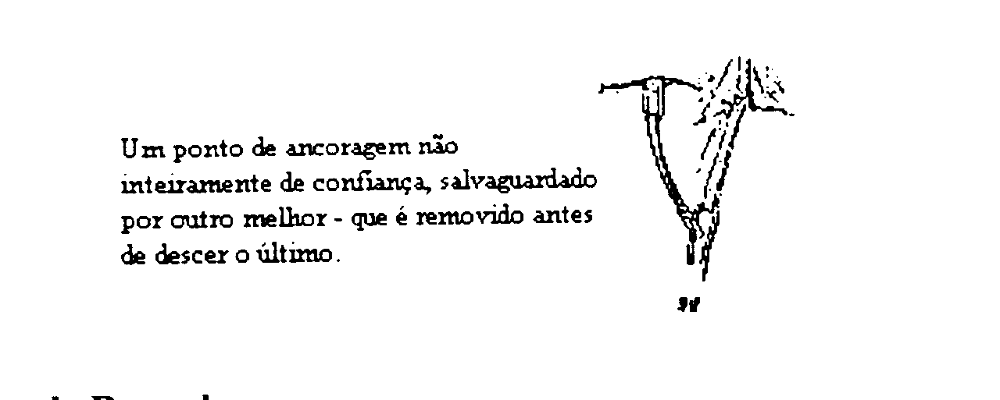 Um ponto de ancoragem não
inteiramente de confiança, salvaguardado
por outro melhor - que é removido antes
de descer o último.